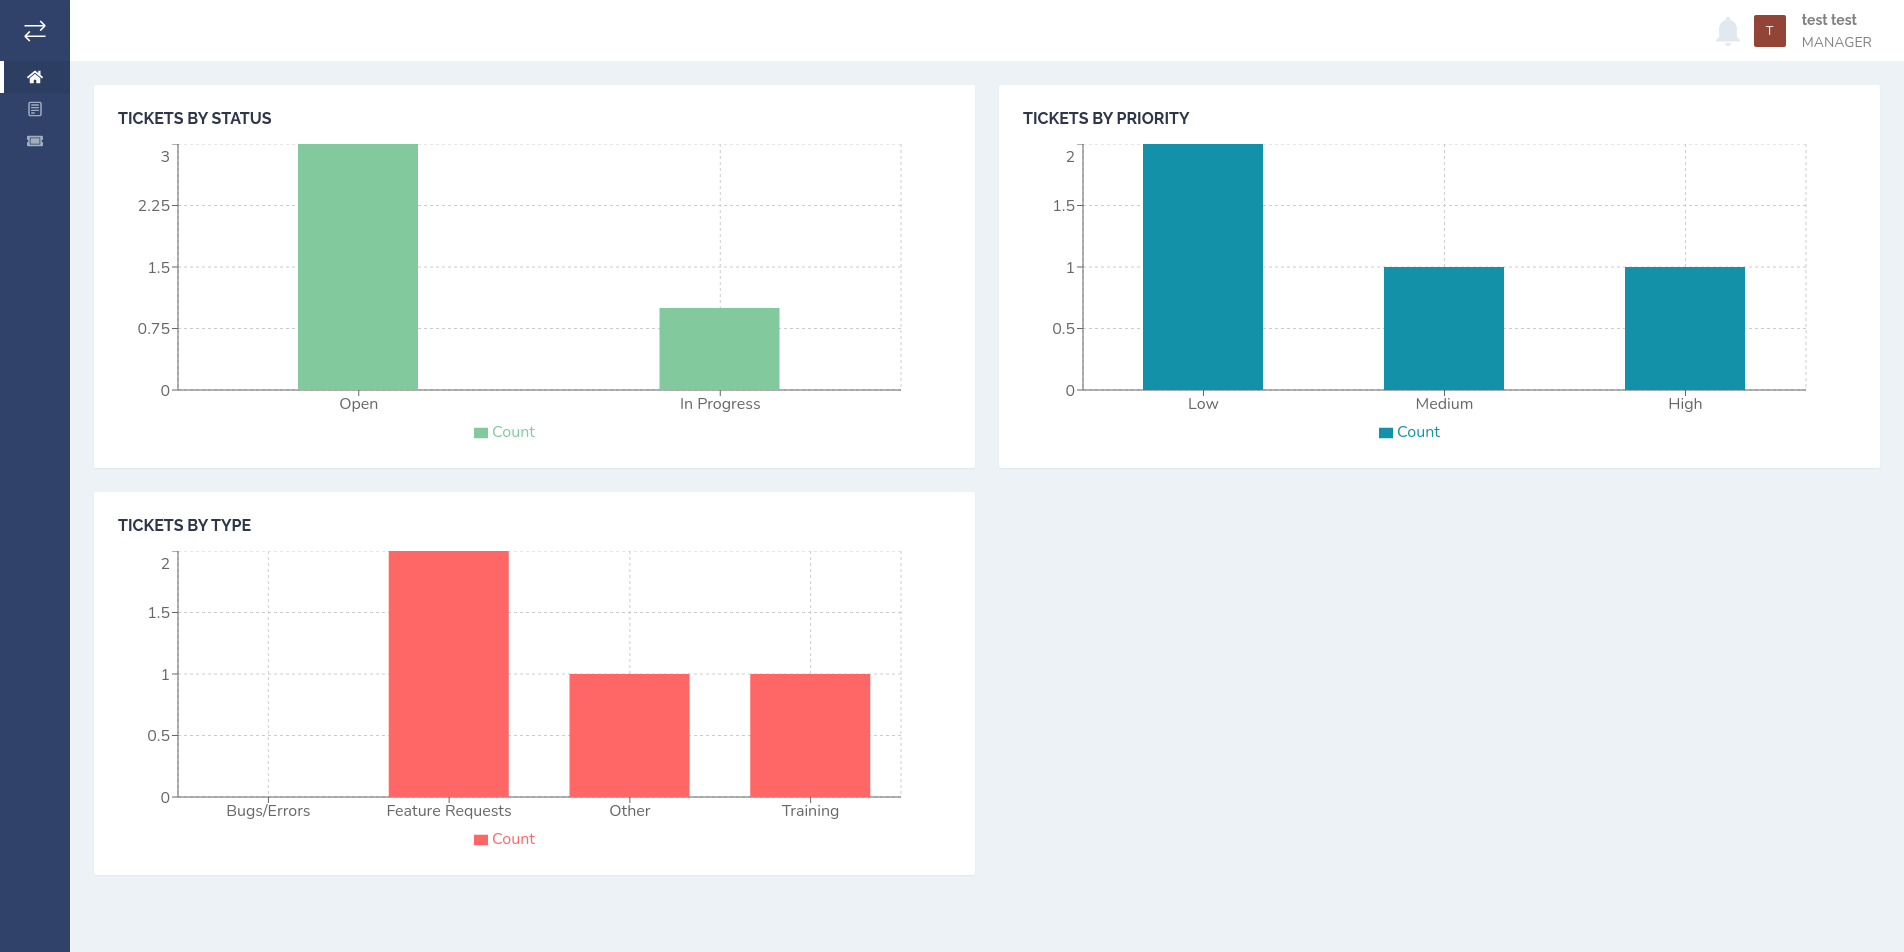 T
test test
MANAGER
TICKETS BY STATUS
3
2.25
1.5
0.75
0
Open
In Progress
Count
TICKETS BY PRIORITY
2
1.5
1
0.5
0
Low
Medium
High
Count
TICKETS BY TYPE
2
1.5
1
0.5
0
Bugs/Errors
Feature Requests
Other
Training
Count